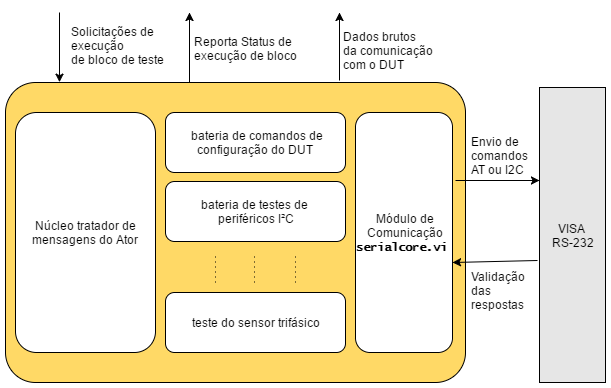 Solicitações de
execução
de bloco de teste
Reporta Status de
execução de bloco
Dados brutos
da comunicação
com o DUT
Núcleo tratador de
mensagens do Ator
bateria de comandos de
configuração do DUT
bateria de testes de
periféricos I²C
teste do sensor trifásico
Módulo de
Comunicação
serialcore.vi
Envio de
comandos
AT ou I2C
Validação
das
respostas
VISA
RS-232